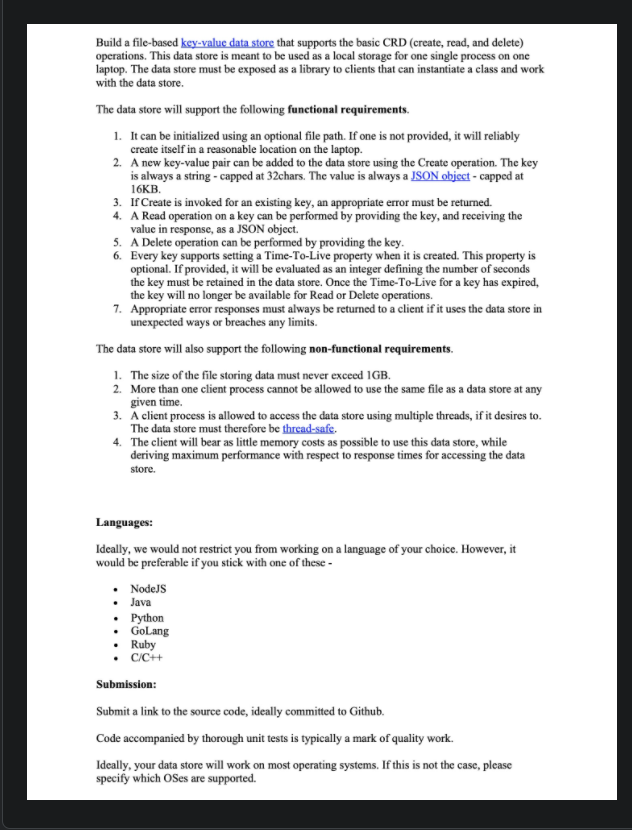 Build a file-based key-value data store that supports the basic CRD (create, read, and delete)
operations. This data store is meant to be used as a local storage for one single process on one
laptop. The data store must be exposed as a library to clients that can instantiate a class and work
with the data store.
The data store will support the following functional requirements.
1. It can be initialized using an optional file path. If one is not provided, it will reliably
create itself in a reasonable location on the laptop.
2. A new key-value pair can be added to the data store using the Create operation. The key
is always a string - capped at 32chars. The value is always a JSON object - capped at
16KB.
3. If Create is invoked for an existing key, an appropriate error must be returned.
4. A Read operation on a key can be performed by providing the key, and receiving the
value in response, as a JSON object.
5. A Delete operation can be performed by providing the key.
6. Every key supports setting a Time-To-Live property when it is created. This property is
optional. If provided, it will be evaluated as an integer defining the number of seconds
the key must be retained in the data store. Once the Time-To-Live for a key has expired,
the key will no longer be available for Read or Delete operations.
7. Appropriate error responses must always be returned to a client if it uses the data store in
unexpected ways or breaches any limits.
The data store will also support the following non-functional requirements.
1. The size of the file storing data must never exceed 1GB.
2. More than one client process cannot be allowed to use the same file as a data store at any
given time.
3. A client process is allowed to access the data store using multiple threads, if it desires to.
The data store must therefore be thread-safe.
4. The client will bear as little memory costs as possible to use this data store, while
deriving maximum performance with respect to response times for accessing the data
store.
Languages:
Ideally, we would not restrict you from working on a language of your choice. However, it
would be preferable if you stick with one of these -
• NodeJS
• Java
• Python
• GoLang
• Ruby
• C/C++
Submission:
Submit a link to the source code, ideally committed to Github.
Code accompanied by thorough unit tests is typically a mark of quality work.
Ideally, your data store will work on most operating systems. If this is not the case, please
specify which OSes are supported.